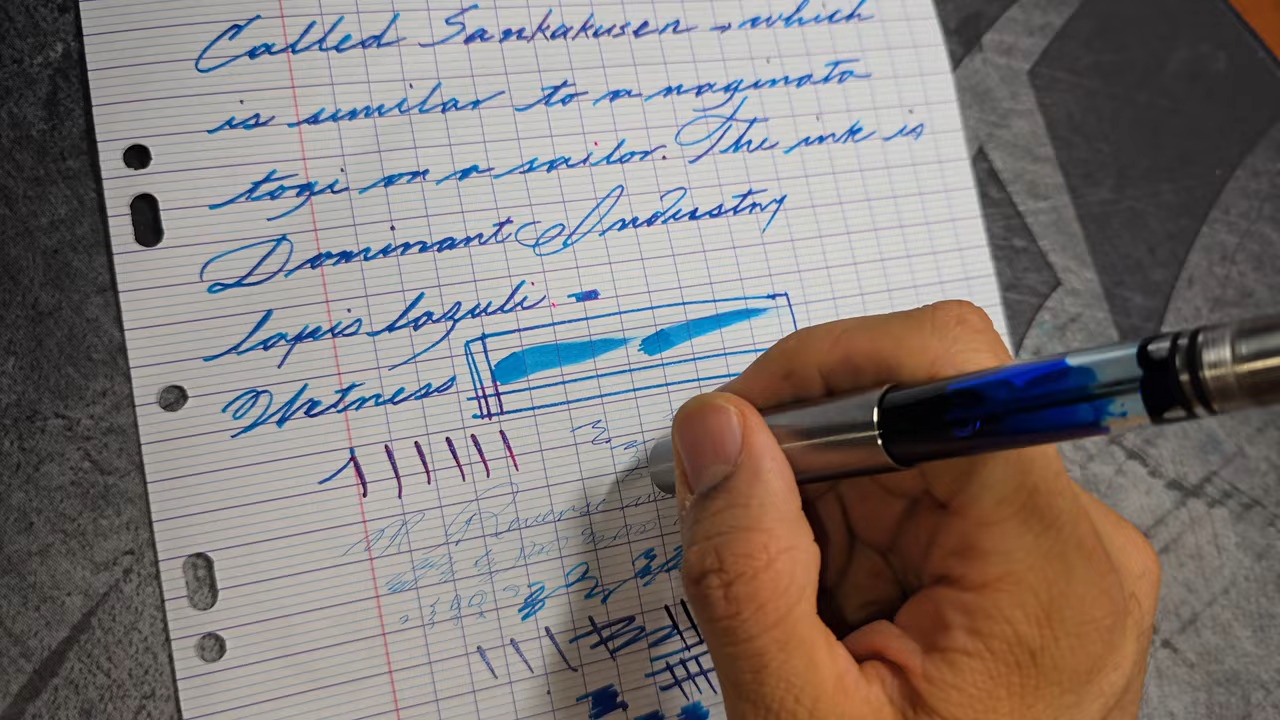 Called Sankakusen → which
is similar to a naginata
togi on a sailor. The ink is
Dominant Industry
lapis lazuli.
Wetness
Reverse